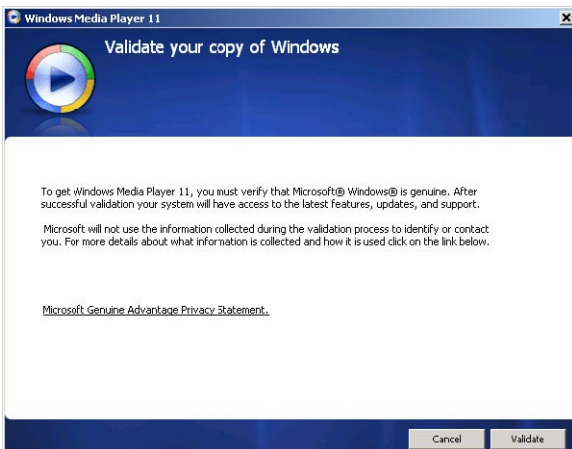 Windows Media Player 11
Validate your copy of Windows
To get Windows Media Player 11, you must verify that Microsoft® Windows® is genuine. After
successful validation your system will have access to the latest features, updates, and support.
Microsoft will not use the information collected during the validation process to identify or contact
you. For more details about what information is collected and how it is used click on the link below.
Microsoft Genuine Advantage Privacy Statement.
Cancel Validate